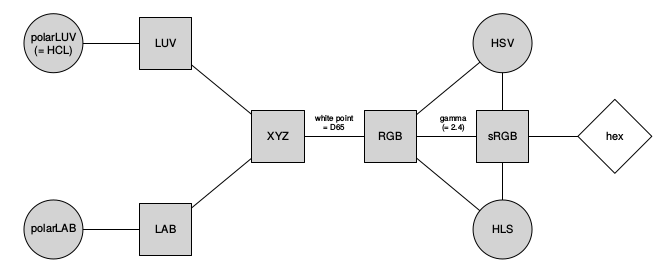 polarLUV
(= HCL)
LUV
HSV
XYZ
white point
= D65
RGB
gamma
(= 2.4)
sRGB
hex
polarLAB
LAB
HLS